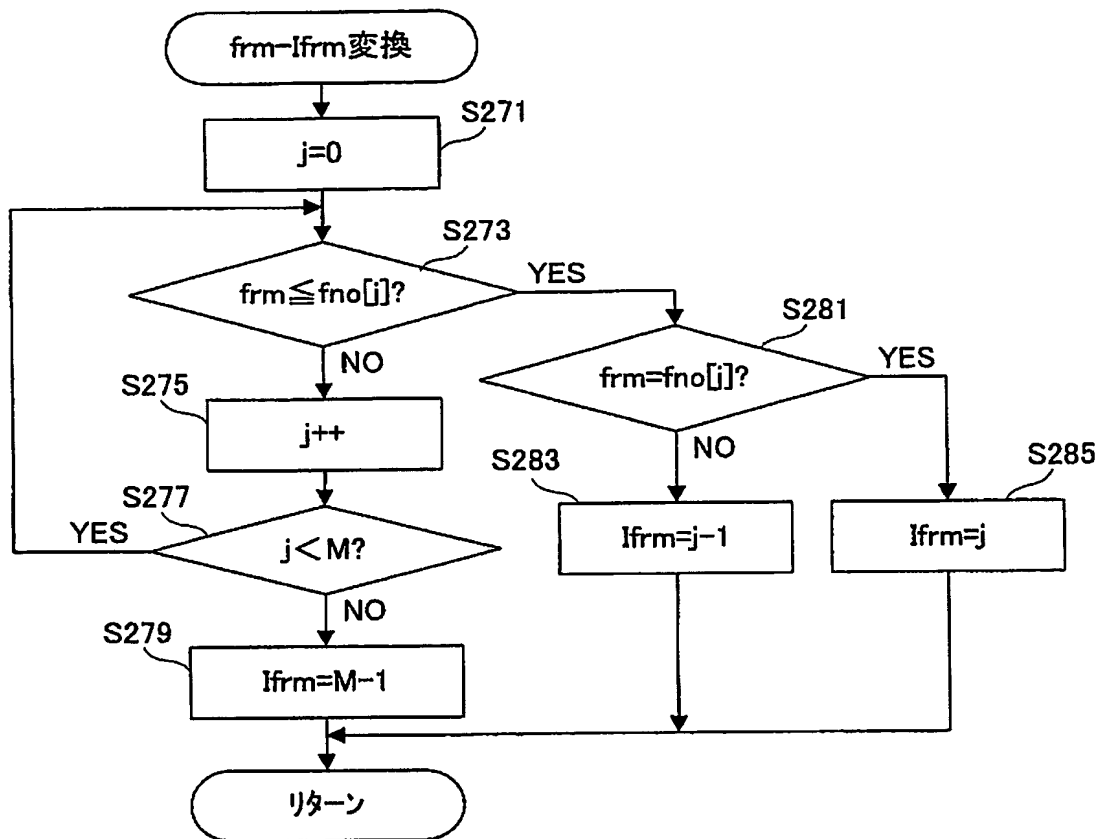 frm-Ifrm変換
S271
j=0
S273
frm≦fno[j]?
YES
NO
S281
frm=fno[j]?
YES
NO
S275
j++
S277
j<M?
YES
NO
S283
Ifrm=j-1
S285
Ifrm=j
S279
Ifrm=M-1
リターン